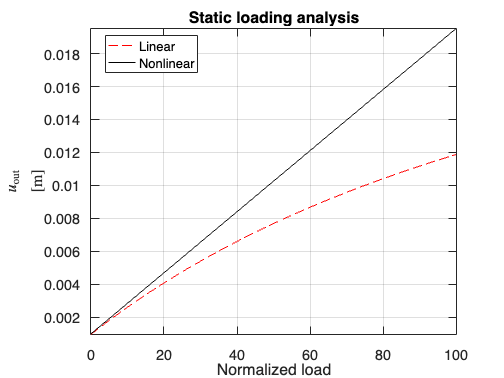 Static loading analysis
Linear
Nonlinear
0.018
0.016
0.014
0.012
0.01
0.008
0.006
0.004
0.002
u_out
[m]
0 20 40 60 80 100
Normalized load